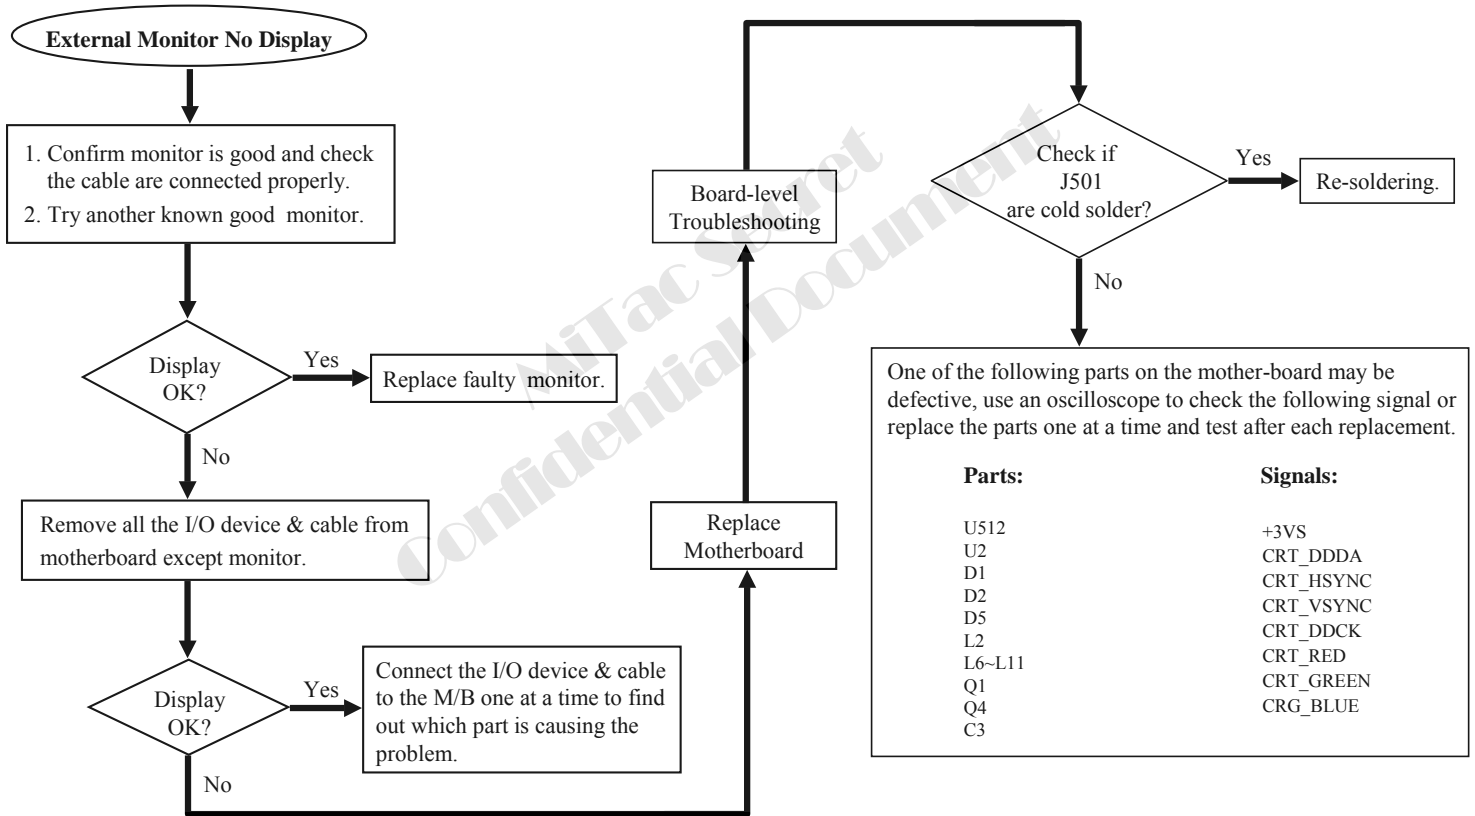 External Monitor No Display
1. Confirm monitor is good and check
the cable are connected properly.
2. Try another known good monitor.
Display
OK?
Yes
Replace faulty monitor.
No
Remove all the I/O device & cable from
motherboard except monitor.
Display
OK?
Yes
Connect the I/O device & cable
to the M/B one at a time to find
out which part is causing the
problem.
No
Replace
Motherboard
Board-level
Troubleshooting
Check if
J501
are cold solder?
Yes
Re-soldering.
No
One of the following parts on the mother-board may be
defective, use an oscilloscope to check the following signal or
replace the parts one at a time and test after each replacement.
Parts:
U512
U2
D1
D2
D5
L2
L6~L11
Q1
Q4
C3
Signals:
+3VS
CRT_DDDA
CRT_HSYNC
CRT_VSYNC
CRT_DDCK
CRT_RED
CRT_GREEN
CRG_BLUE
MiTac Secret
Confidential Document